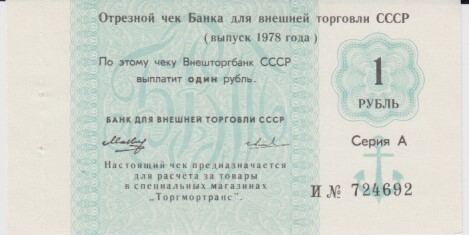 Отрезной чек Банка для внешней торговли СССР
(выпуск 1978 года)
По этому чеку Внешторгбанк СССР
выплатит один рубль.
БАНК ДЛЯ ВНЕШНЕЙ ТОРГОВЛИ СССР
Настоящий чек предназначается
для расчета за товары
в специальных магазинах
„Торгмортранс".
1
РУБЛЬ
Серия А
И № 724692